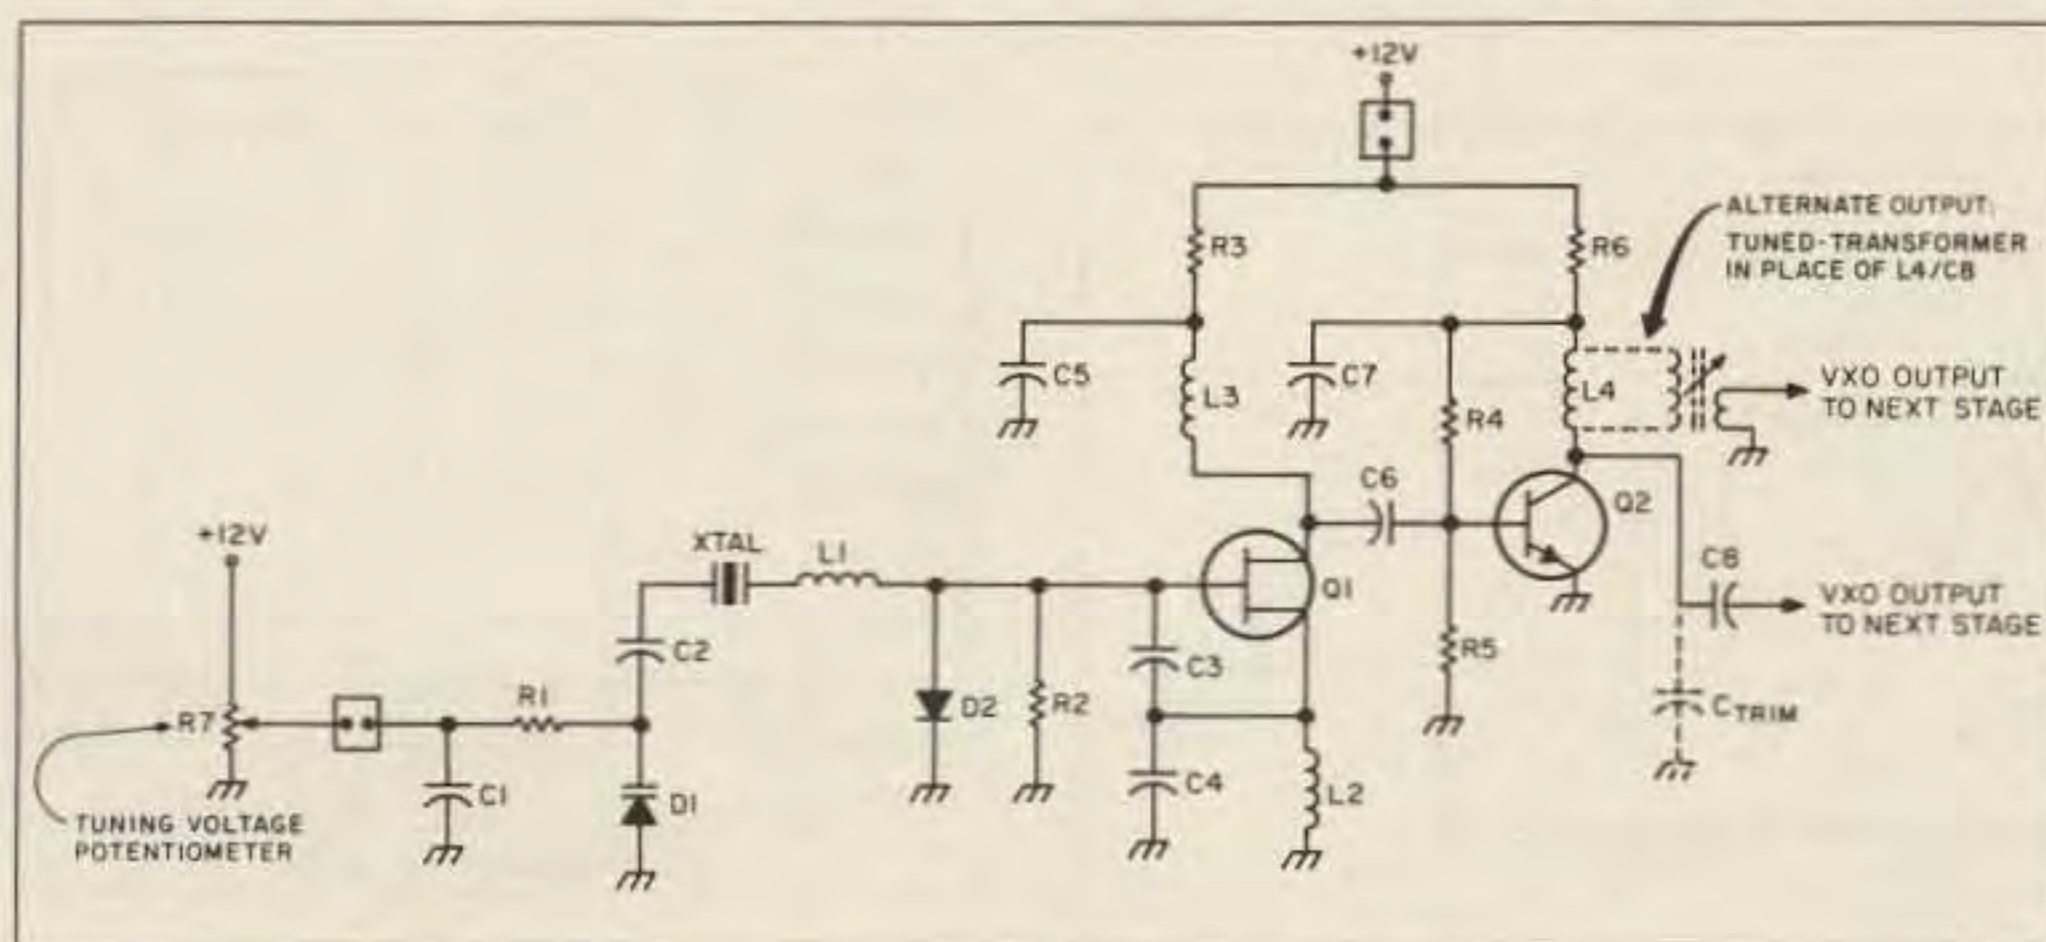 +12V
R3
R6
ALTERNATE OUTPUT:
TUNED-TRANSFORMER
IN PLACE OF L4/C8
C5
L3
C7
R4
L4
VXO OUTPUT
TO NEXT STAGE
C6
Q2
+12V
XTAL
L1
Q1
C8
VXO OUTPUT
TO NEXT STAGE
C2
C3
R5
R7
R1
D2
R2
CTRIM
C1
D1
C4
L2
TUNING VOLTAGE
POTENTIOMETER